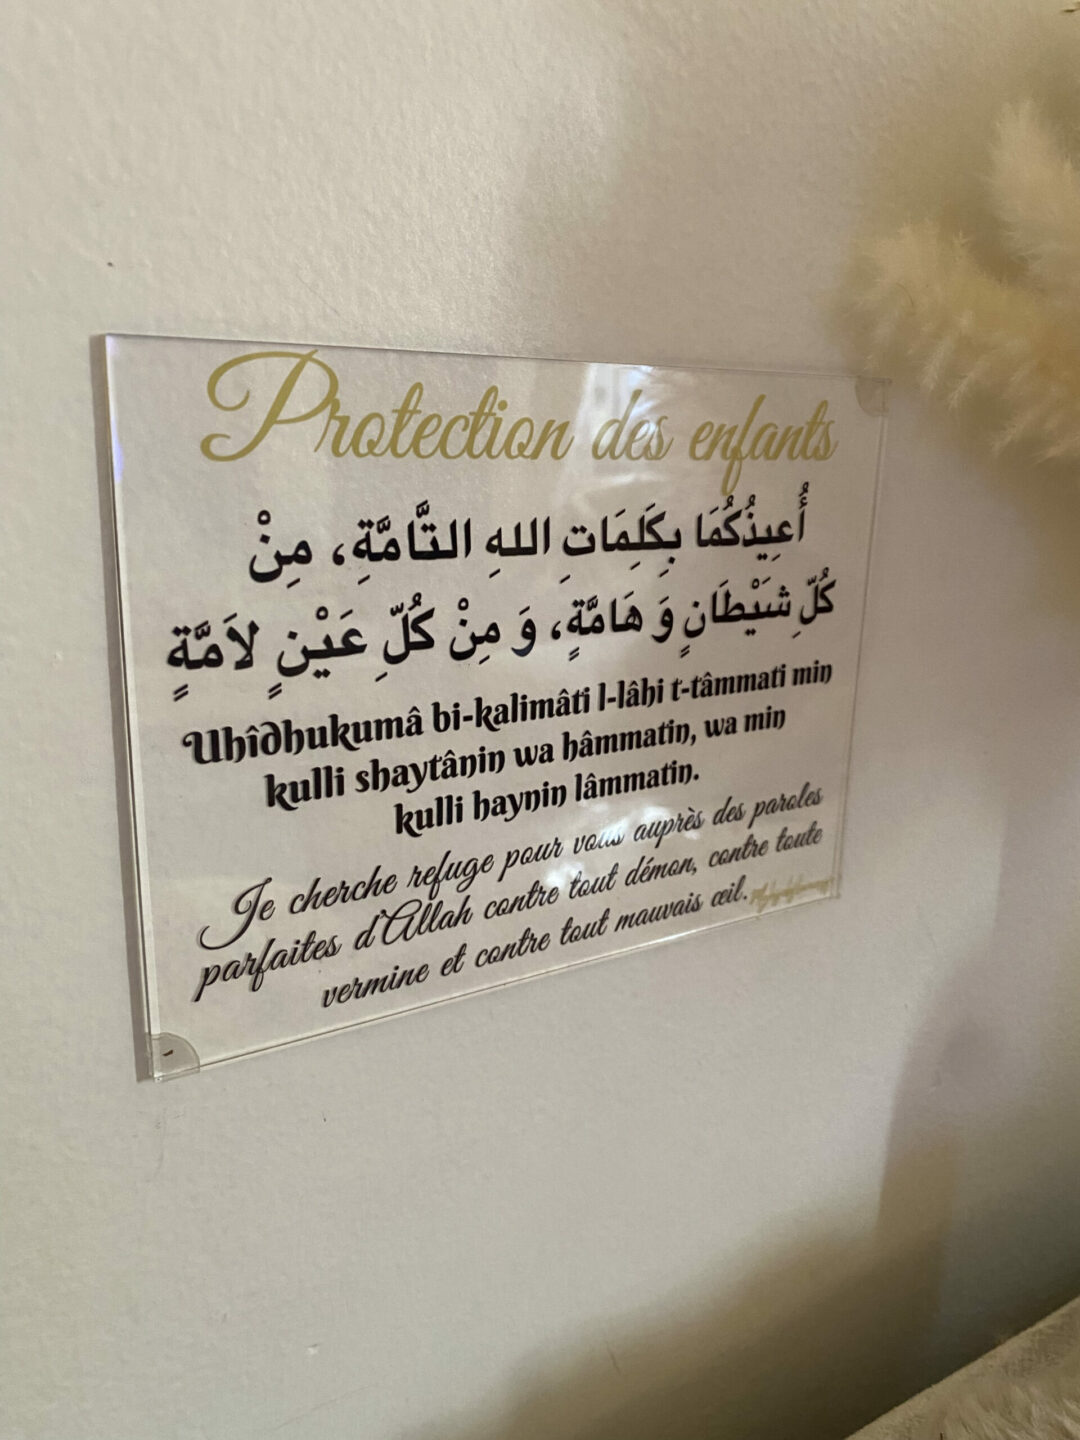 Protection des enfants
أُعِيذُكُمَا بِكَلِمَاتِ اللهِ التَّامَّةِ، مِنْ
كُلِّ شَيْطَانٍ وَ هَامَّةٍ، وَ مِنْ كُلِّ عَيْنٍ لاَمَّةٍ
Uhîdhukumâ bi-kalimâti l-lâhi t-tâmmati min
kulli shaytânin wa hâmmatin, wa min
kulli haynin lâmmatin.
Je cherche refuge pour vous auprès des paroles
parfaites d'Allah contre tout démon, contre toute
vermine et contre tout mauvais œil.